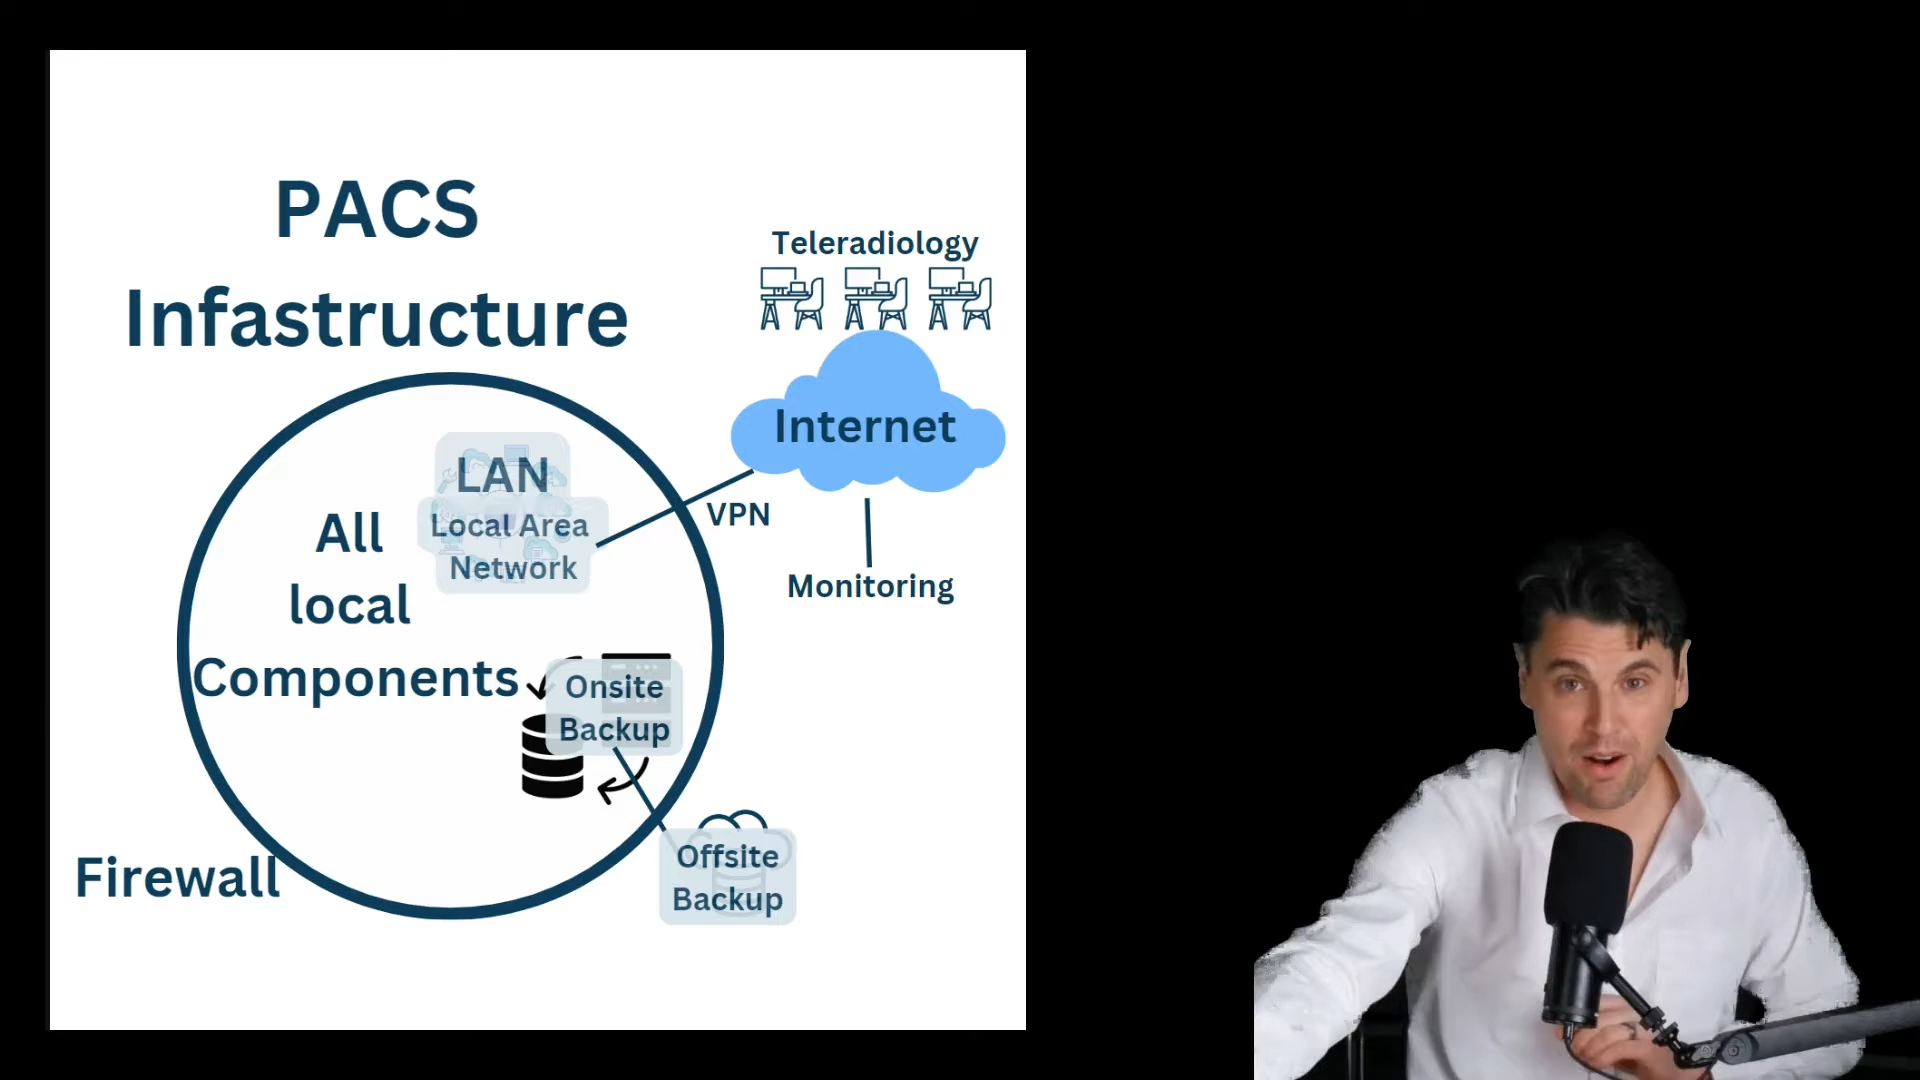 PACS
Infastructure
Teleradiology
Internet
VPN
Monitoring
LAN
Local Area
Network
All
local
Components
Onsite
Backup
Firewall
Offsite
Backup